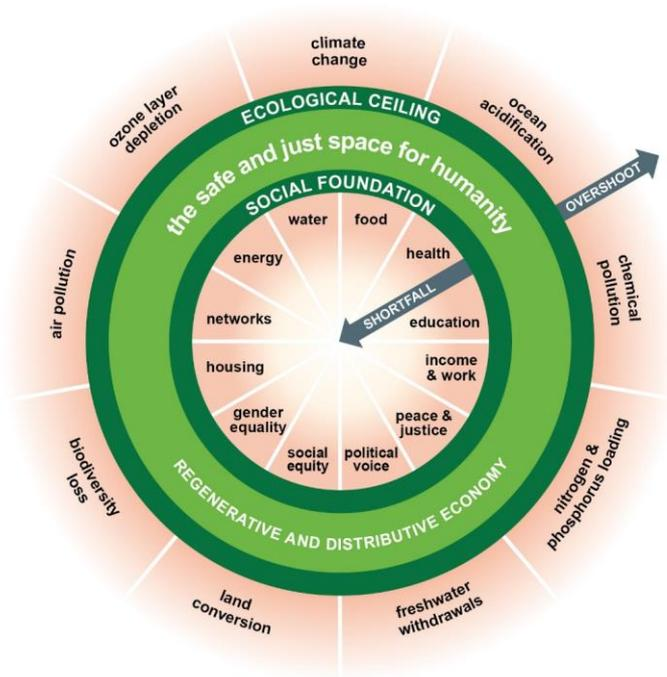 climate
change
ocean
acidification
chemical
pollution
nitrogen &
phosphorus loading
freshwater
withdrawals
land
conversion
biodiversity
loss
air pollution
ozone layer
depletion
OVERSHOOT
ECOLOGICAL CEILING
the safe and just space for humanity
SOCIAL FOUNDATION
water
food
health
SHORTFALL
education
income
& work
peace &
justice
political
voice
social
equity
gender
equality
housing
networks
energy
REGENERATIVE AND DISTRIBUTIVE ECONOMY